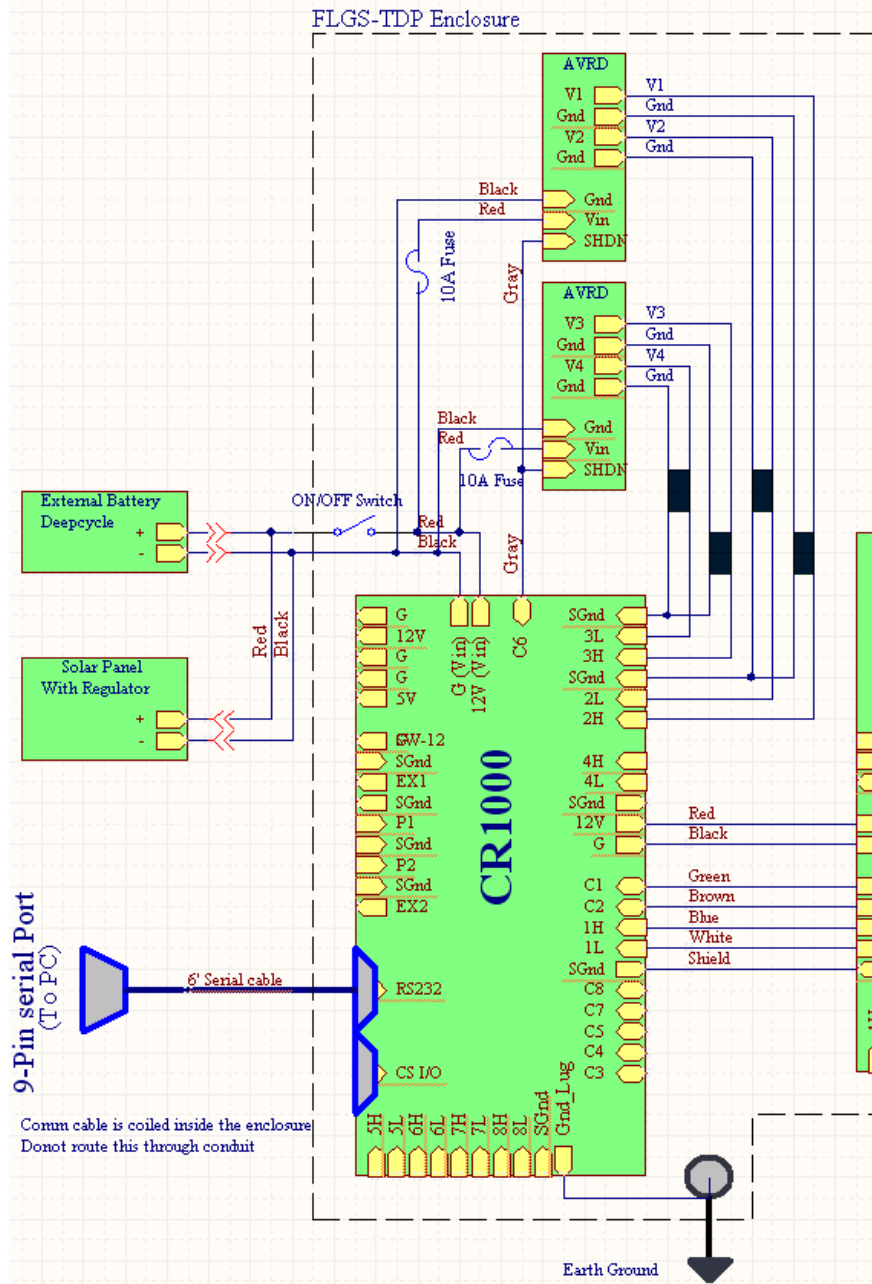 FLGS-TDP Enclosure
AVRD
V1
Gnd
V2
Gnd
Gnd
Vin
SHDN
V1
Gnd
V2
Gnd
Black
Red
10A Fuse
Gray
AVRD
V3
Gnd
V4
Gnd
Gnd
Vin
SHDN
V3
Gnd
V4
Gnd
Black
Red
10A Fuse
External Battery
Deepcycle
+
-
ON/OFF Switch
Red
Black
Gray
Red
Black
Solar Panel
With Regulator
+
-
G
12V
G
G
5V
SW-12
SGnd
EX1
SGnd
P1
SGnd
P2
SGnd
EX2
RS232
CS I/O
G (Vin)
12V (Vin)
C6
CR1000
SGnd
3L
3H
SGnd
2L
2H
4H
4L
SGnd
12V
G
C1
C2
1H
1L
SGnd
C8
C7
C5
C4
C3
Red
Black
Green
Brown
Blue
White
Shield
9-Pin serial Port
(To PC)
6' Serial cable
Comm cable is coiled inside the enclosure
Donot route this through conduit
5H
5L
6H
6L
7H
7L
8H
8L
SGnd
Gnd_Lug
Earth Ground